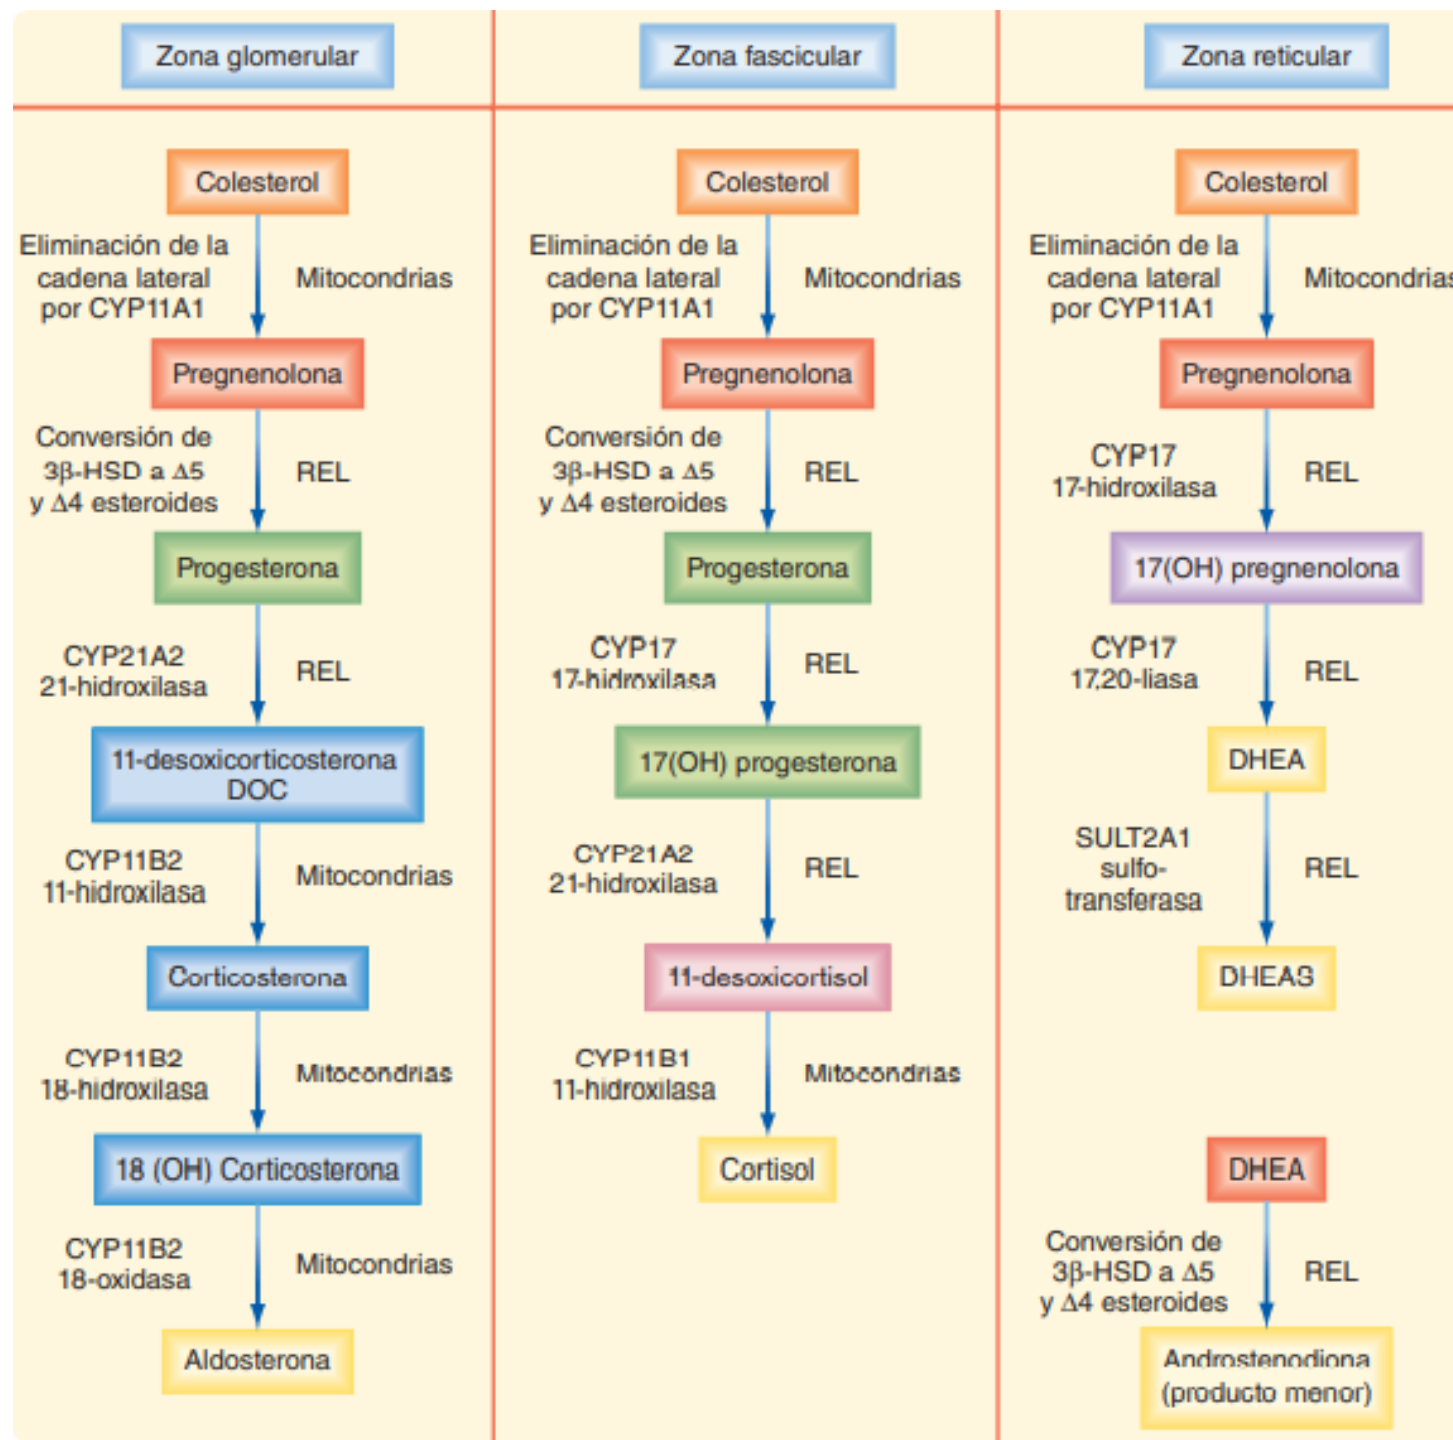 Zona glomerular
Colesterol
Eliminación de la
cadena lateral
por CYP11A1
Mitocondrias
Pregnenolona
Conversión de
3β-HSD a Δ5
y Δ4 esteroides
REL
Progesterona
CYP21A2
21-hidroxilasa
REL
11-desoxicorticosterona
DOC
CYP11B2
11-hidroxilasa
Mitocondrias
Corticosterona
CYP11B2
18-hidroxilasa
Mitocondrias
18 (OH) Corticosterona
CYP11B2
18-oxidasa
Mitocondrias
Aldosterona
Zona fascicular
Colesterol
Eliminación de la
cadena lateral
por CYP11A1
Mitocondrias
Pregnenolona
Conversión de
3β-HSD a Δ5
y Δ4 esteroides
REL
Progesterona
CYP17
17-hidroxilasa
REL
17(OH) progesterona
CYP21A2
21-hidroxilasa
REL
11-desoxicortisol
CYP11B1
11-hidroxilasa
Mitocondrias
Cortisol
Zona reticular
Colesterol
Eliminación de la
cadena lateral
por CYP11A1
Mitocondrias
Pregnenolona
CYP17
17-hidroxilasa
REL
17(OH) pregnenolona
CYP17
17,20-liasa
REL
DHEA
SULT2A1
sulfo-
transferasa
REL
DHEAS
DHEA
Conversión de
3β-HSD a Δ5
y Δ4 esteroides
REL
Androstenodiona
(producto menor)